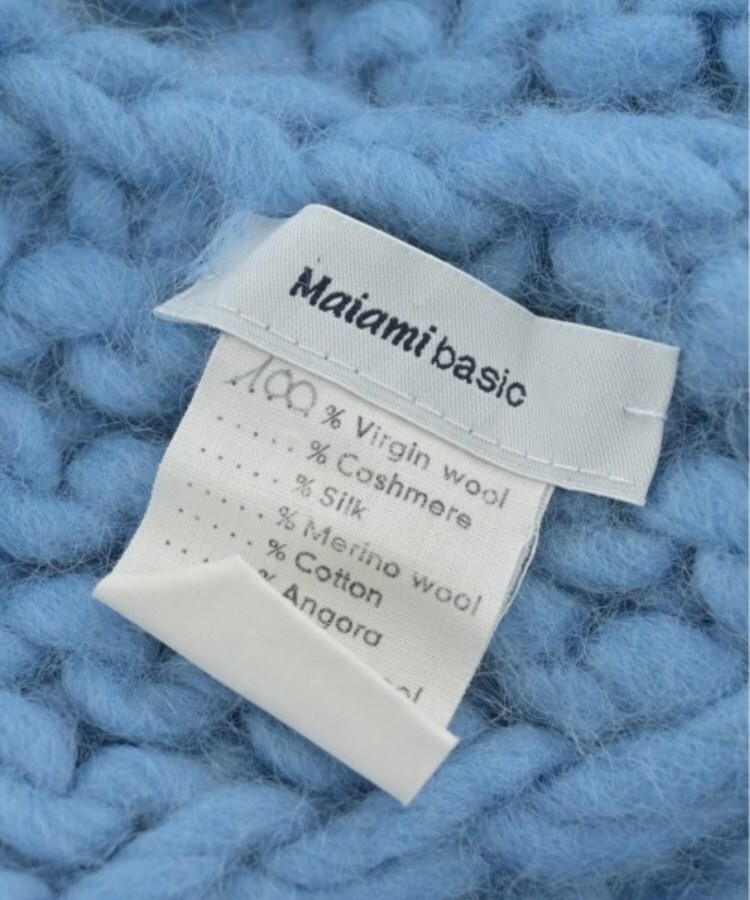 Maiami basic
100 % Virgin wool
..... % Cashmere
..... % Silk
..... % Merino wool
..... % Cotton
.... % Angora